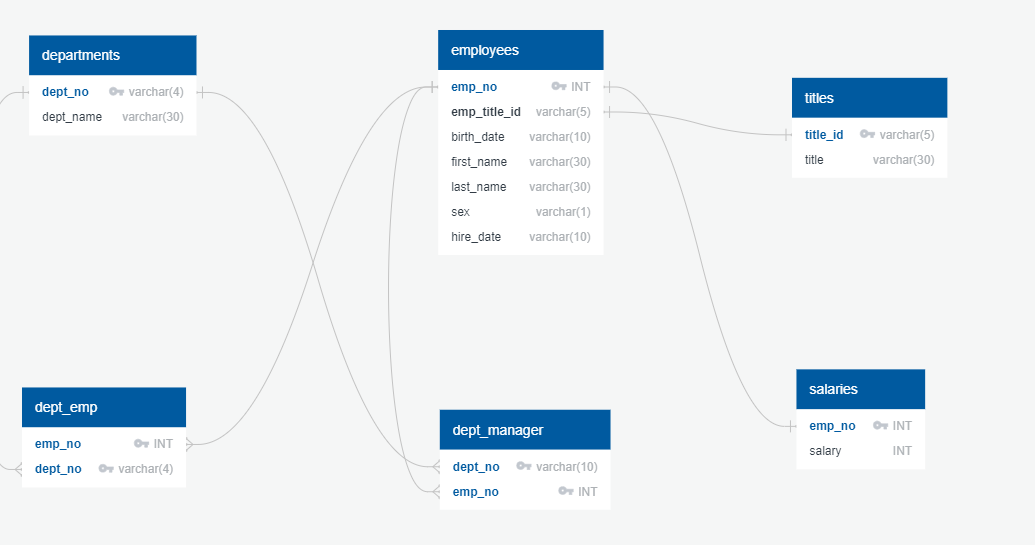 departments
dept_no varchar(4)
dept_name varchar(30)
employees
emp_no INT
emp_title_id varchar(5)
birth_date varchar(10)
first_name varchar(30)
last_name varchar(30)
sex varchar(1)
hire_date varchar(10)
titles
title_id varchar(5)
title varchar(30)
dept_emp
emp_no INT
dept_no varchar(4)
dept_manager
dept_no varchar(10)
emp_no INT
salaries
emp_no INT
salary INT